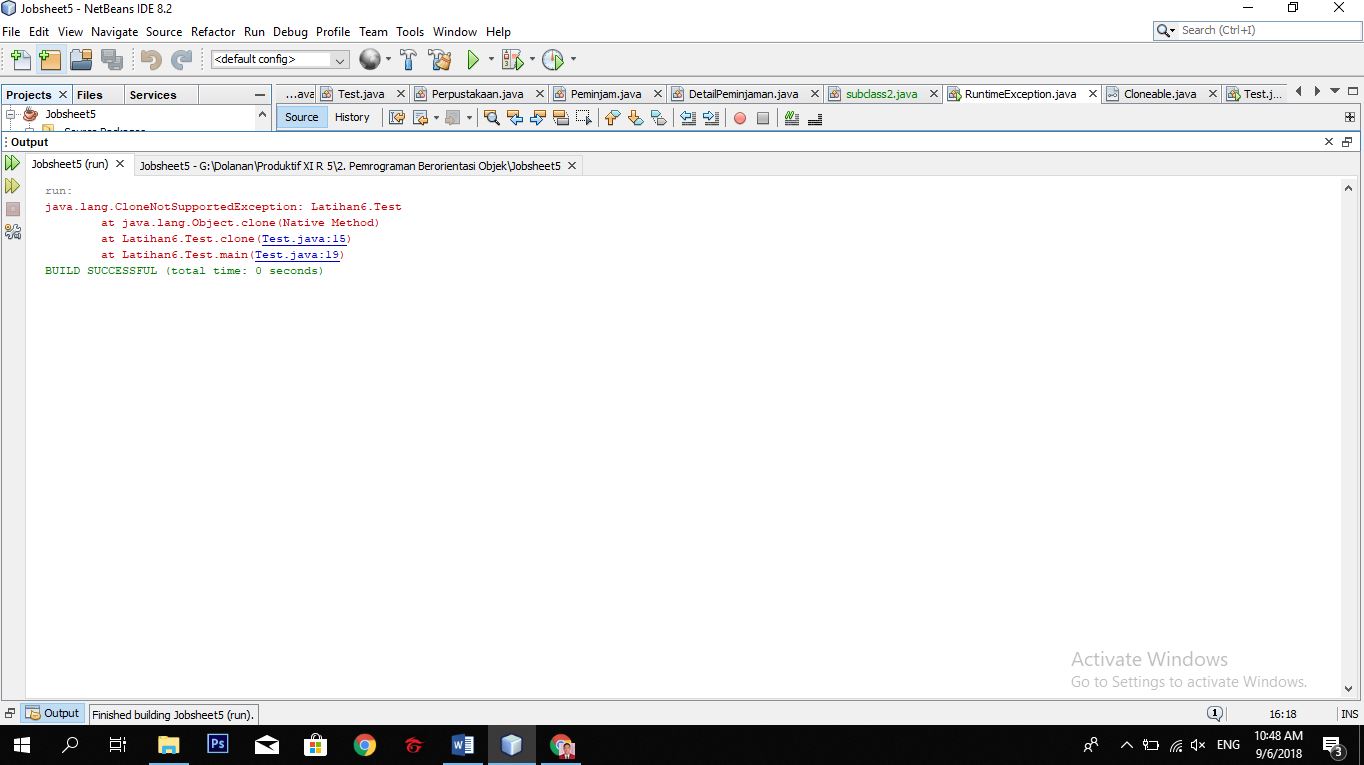 Jobsheet5 - NetBeans IDE 8.2
File Edit View Navigate Source Refactor Run Debug Profile Team Tools Window Help
Search (Ctrl+I)
<default config>
Projects Files Services
...ava Test.java Perpustakaan.java Peminjam.java DetailPeminjaman.java subclass2.java RuntimeException.java Cloneable.java Test.j...
Jobsheet5
Source Packages
Source History
Output
Jobsheet5 (run) Jobsheet5 - G:\Dolanan\Produktif XI R 5\2. Pemrograman Berorientasi Objek\Jobsheet5
run:
java.lang.CloneNotSupportedException: Latihan6.Test
at java.lang.Object.clone(Native Method)
at Latihan6.Test.clone(Test.java:15)
at Latihan6.Test.main(Test.java:19)
BUILD SUCCESSFUL (total time: 0 seconds)
Activate Windows
Go to Settings to activate Windows.
Output Finished building Jobsheet5 (run). 1 16:18 INS
Ps ENG 10:48 AM
9/6/2018 3